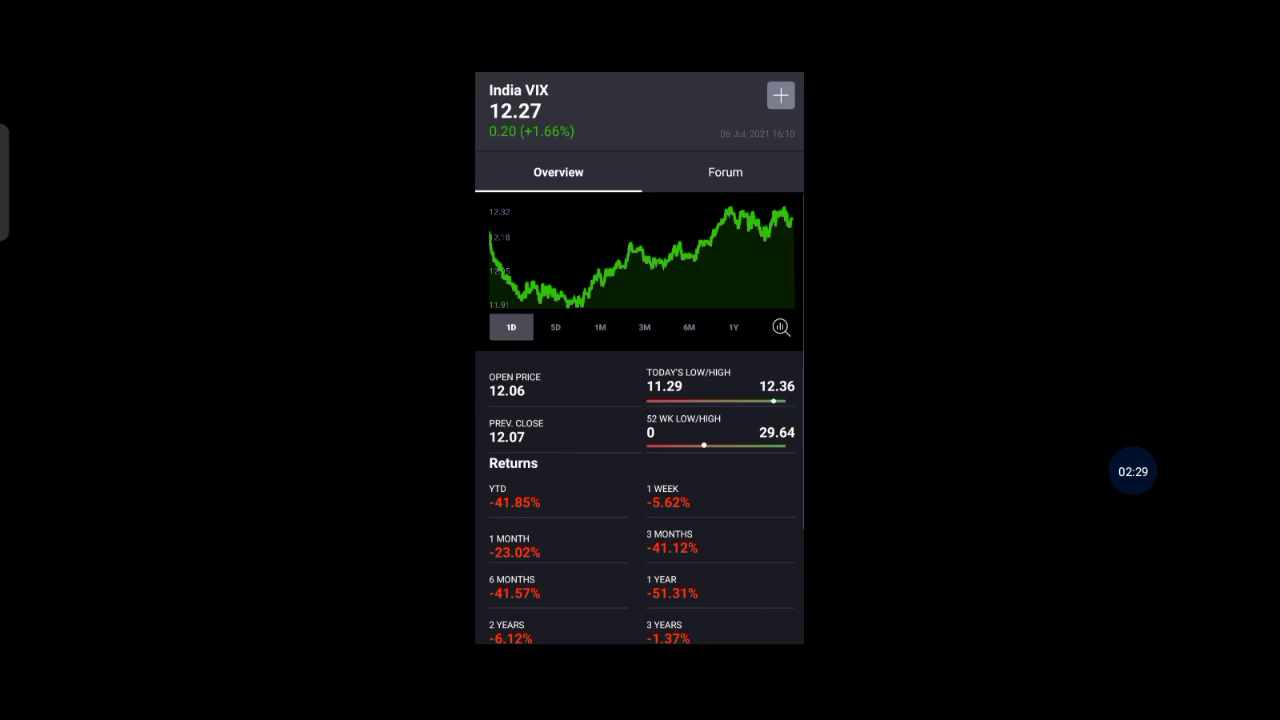 India VIX
12.27
0.20 (+1.66%)
06 Jul, 2021 16:10
Overview
Forum
12.32
12.18
12.05
11.91
1D 5D 1M 3M 6M 1Y
OPEN PRICE
12.06
TODAY'S LOW/HIGH
11.29 12.36
PREV. CLOSE
12.07
52 WK LOW/HIGH
0 29.64
Returns
YTD
-41.85%
1 WEEK
-5.62%
1 MONTH
-23.02%
3 MONTHS
-41.12%
6 MONTHS
-41.57%
1 YEAR
-51.31%
2 YEARS
-6.12%
3 YEARS
-1.37%
02:29